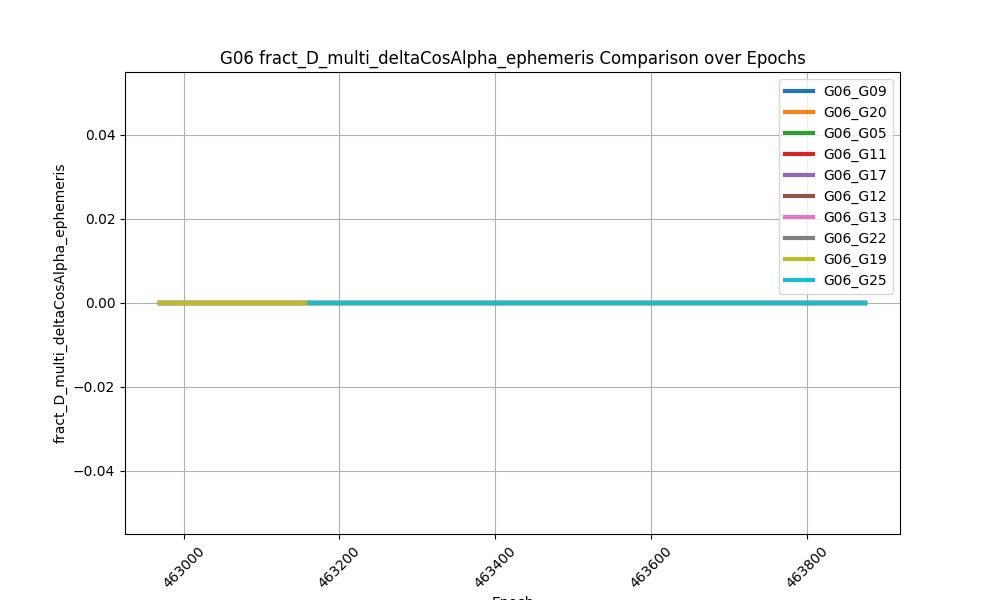 G06 fract_D_multi_deltaCosAlpha_ephemeris Comparison over Epochs
fract_D_multi_deltaCosAlpha_ephemeris
0.04
0.02
0.00
−0.02
−0.04
G06_G09
G06_G20
G06_G05
G06_G11
G06_G17
G06_G12
G06_G13
G06_G22
G06_G19
G06_G25
463000
463200
463400
463600
463800
Epoch